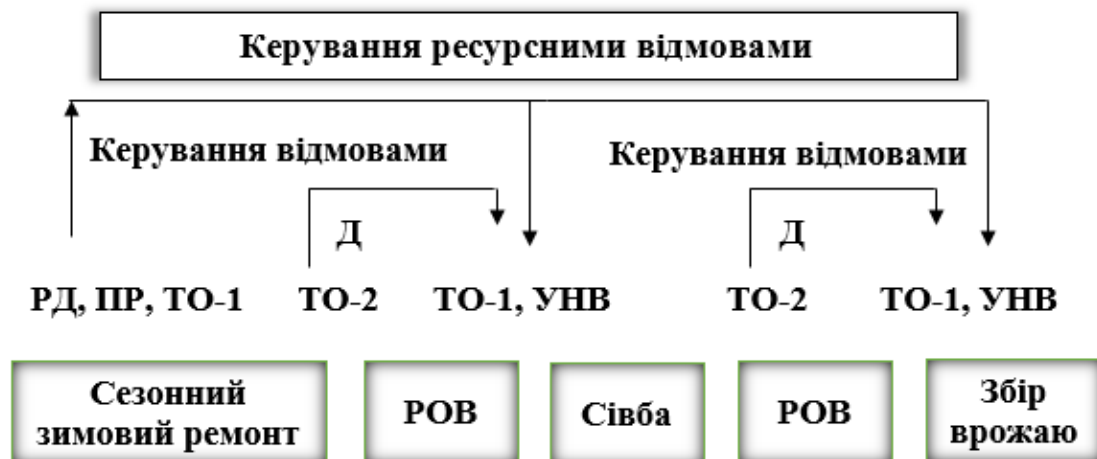 Керування ресурсними відмовами
Керування відмовами
Керування відмовами
Д
Д
РД, ПР, ТО-1
ТО-2
ТО-1, УНВ
ТО-2
ТО-1, УНВ
Сезонний
зимовий ремонт
РОВ
Сівба
РОВ
Збір
врожаю